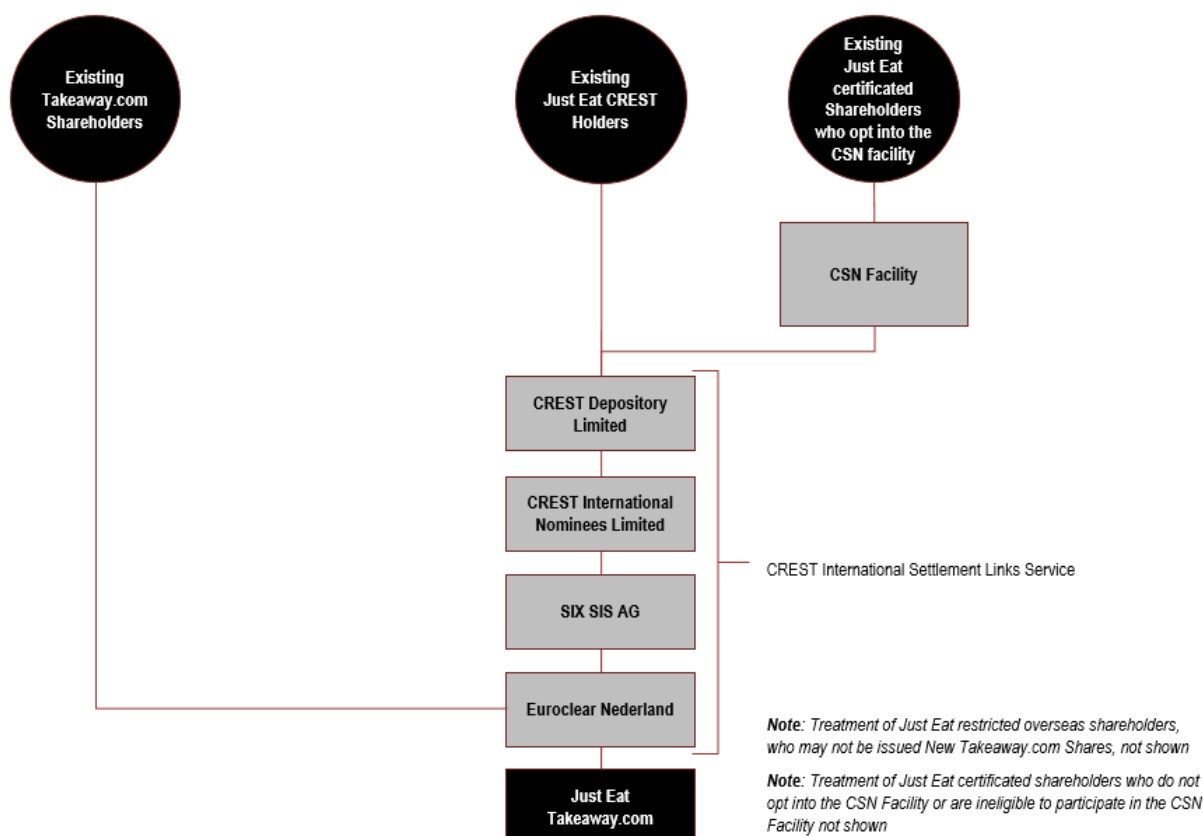 Existing
Takeaway.com
Shareholders
Existing
Just Eat CREST
Holders
Existing
Just Eat
certificated
Shareholders
who opt into the
CSN facility
CSN Facility
CREST Depository
Limited
CREST International
Nominees Limited
SIX SIS AG
Euroclear Nederland
Just Eat
Takeaway.com
CREST International Settlement Links Service
Note: Treatment of Just Eat restricted overseas shareholders,
who may not be issued New Takeaway.com Shares, not shown
Note: Treatment of Just Eat certificated shareholders who do not
opt into the CSN Facility or are ineligible to participate in the CSN
Facility not shown